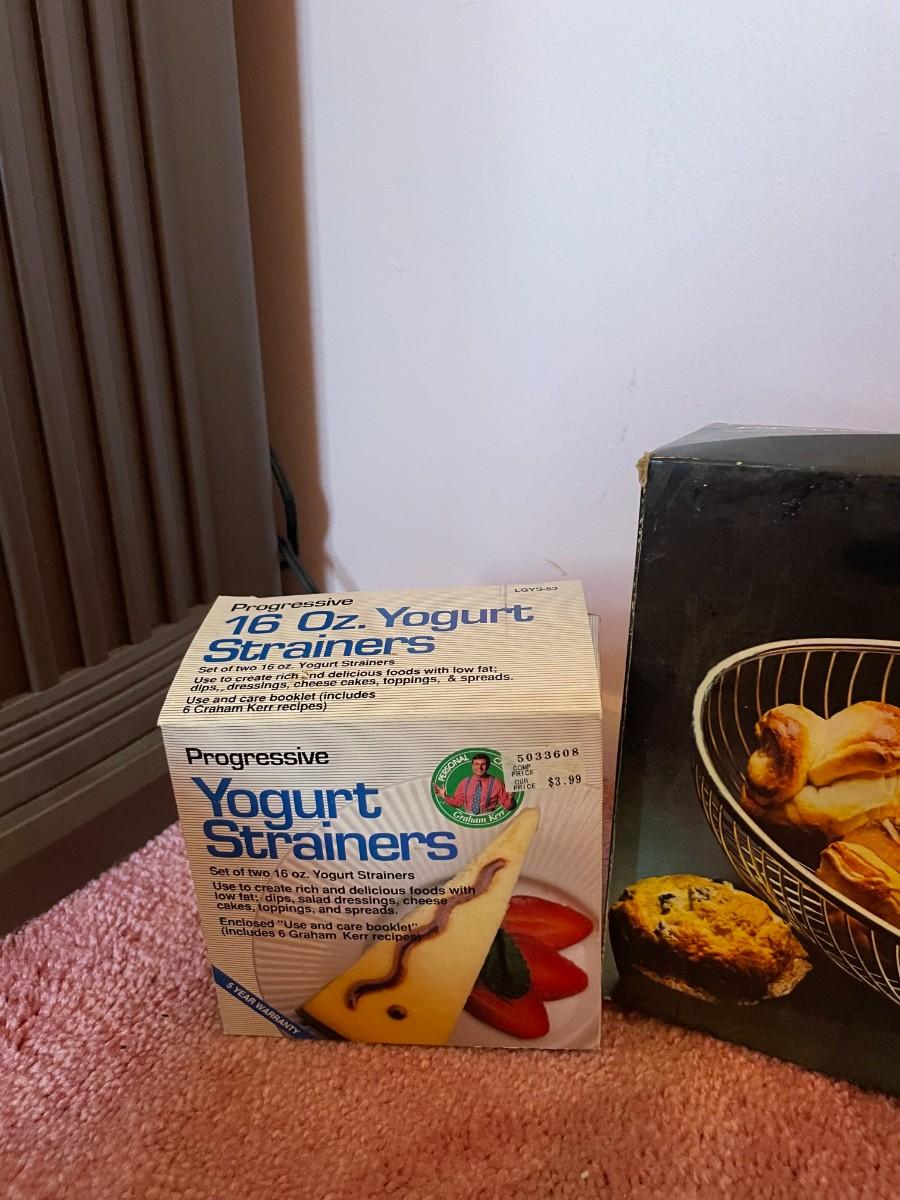 Progressive
16 Oz. Yogurt
Strainers
Set of two 16 oz. Yogurt Strainers
Use to create rich and delicious foods with low fat;
dips,, dressings, cheese cakes, toppings, & spreads.
Use and care booklet (includes
6 Graham Kerr recipes)
Progressive
Yogurt
Strainers
Set of two 16 oz. Yogurt Strainers
Use to create rich and delicious foods with
low fat; dips, salad dressings, cheese
cakes, toppings, and spreads.
Enclosed "Use and care booklet"
(includes 6 Graham Kerr recipes)
5 YEAR WARRANTY
PERSONAL
Graham Kerr
5033608
COMP
PRICE
OUR
PRICE $3.99